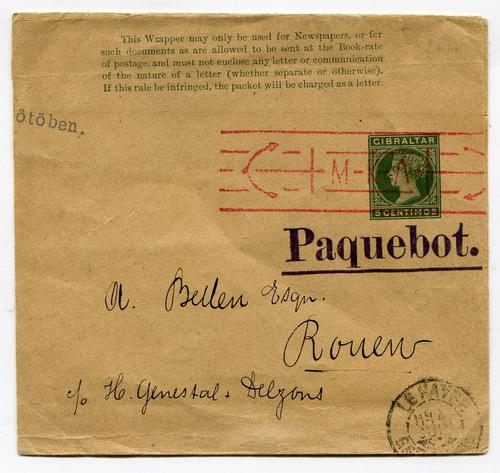 This Wrapper may only be used for Newspapers, or for
such documents as are allowed to be sent at the Book-rate
of postage, and must not enclose any letter or communication
of the nature of a letter (whether separate or otherwise).
If this rule be infringed, the packet will be charged as a letter.
ötöben.
GIBRALTAR
M
A
5 CENTIMOS
Paquebot.
A. Bellen Esqr.
Rouen
c/o H. Genestal + Delzons
LE HAVRE